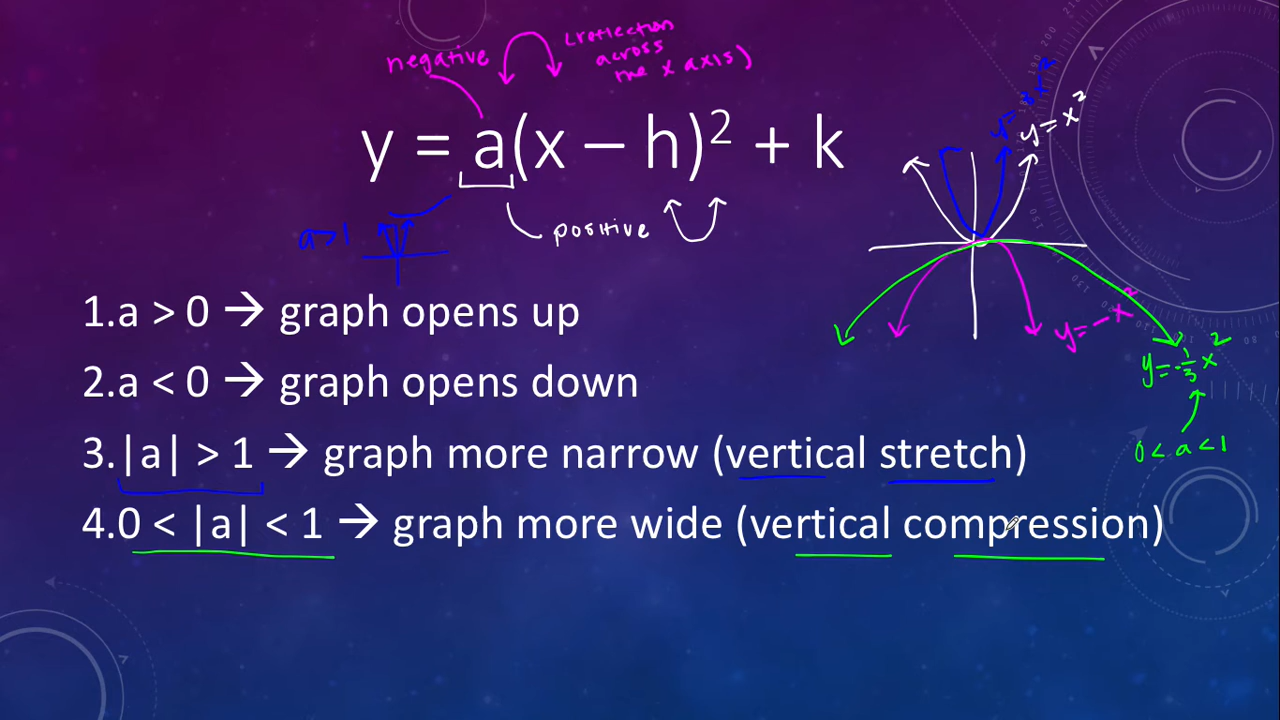 negative
(reflection
across
the x axis)
y = a(x – h)² + k
y = x²
a>1
positive
1.a > 0 → graph opens up
2.a < 0 → graph opens down
y=-x²
y=-1/3x²
3.|a| > 1 → graph more narrow (vertical stretch)
0 < a < 1
4.0 < |a| < 1 → graph more wide (vertical compression)